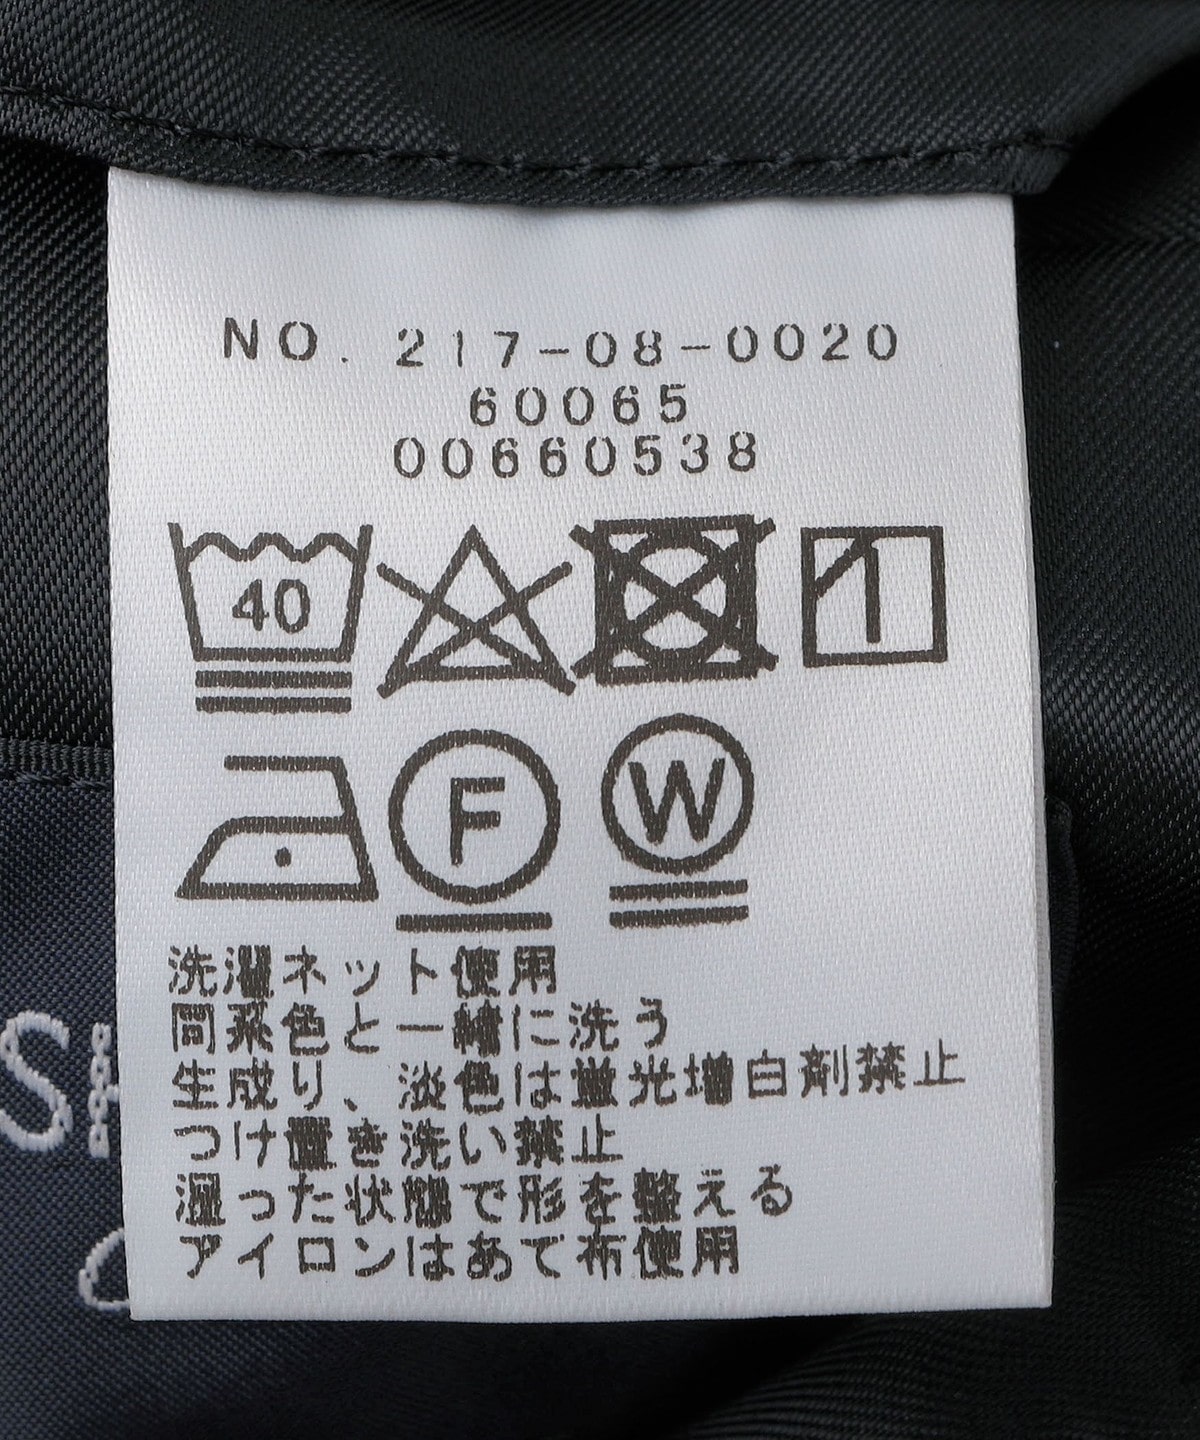 NO. 217-08-0020
60065
00660538
40
F
W
洗濯ネット使用
同系色と一緒に洗う
生成り、淡色は蛍光増白剤禁止
つけ置き洗い禁止
湿った状態で形を整える
アイロンはあて布使用